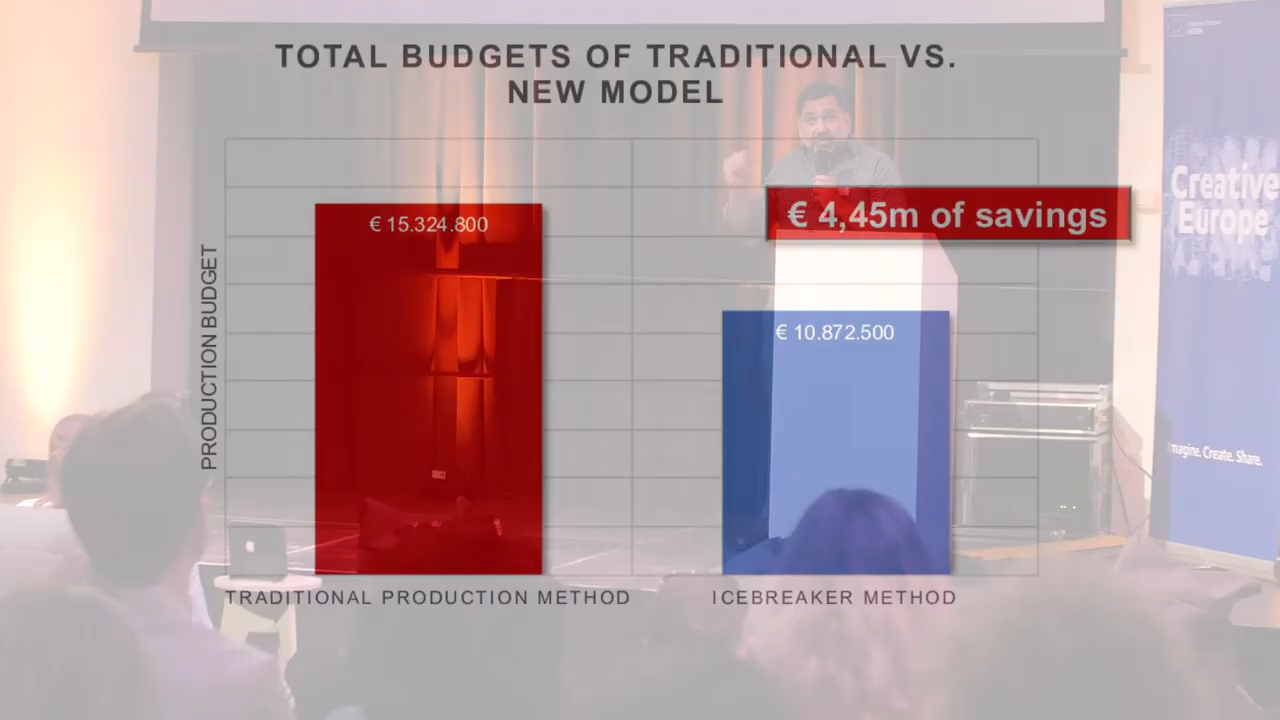 TOTAL BUDGETS OF TRADITIONAL VS.
NEW MODEL
PRODUCTION BUDGET
€ 15.324.800
€ 4,45m of savings
€ 10.872.500
TRADITIONAL PRODUCTION METHOD
ICEBREAKER METHOD
Creative
Europe
Imagine. Create. Share.